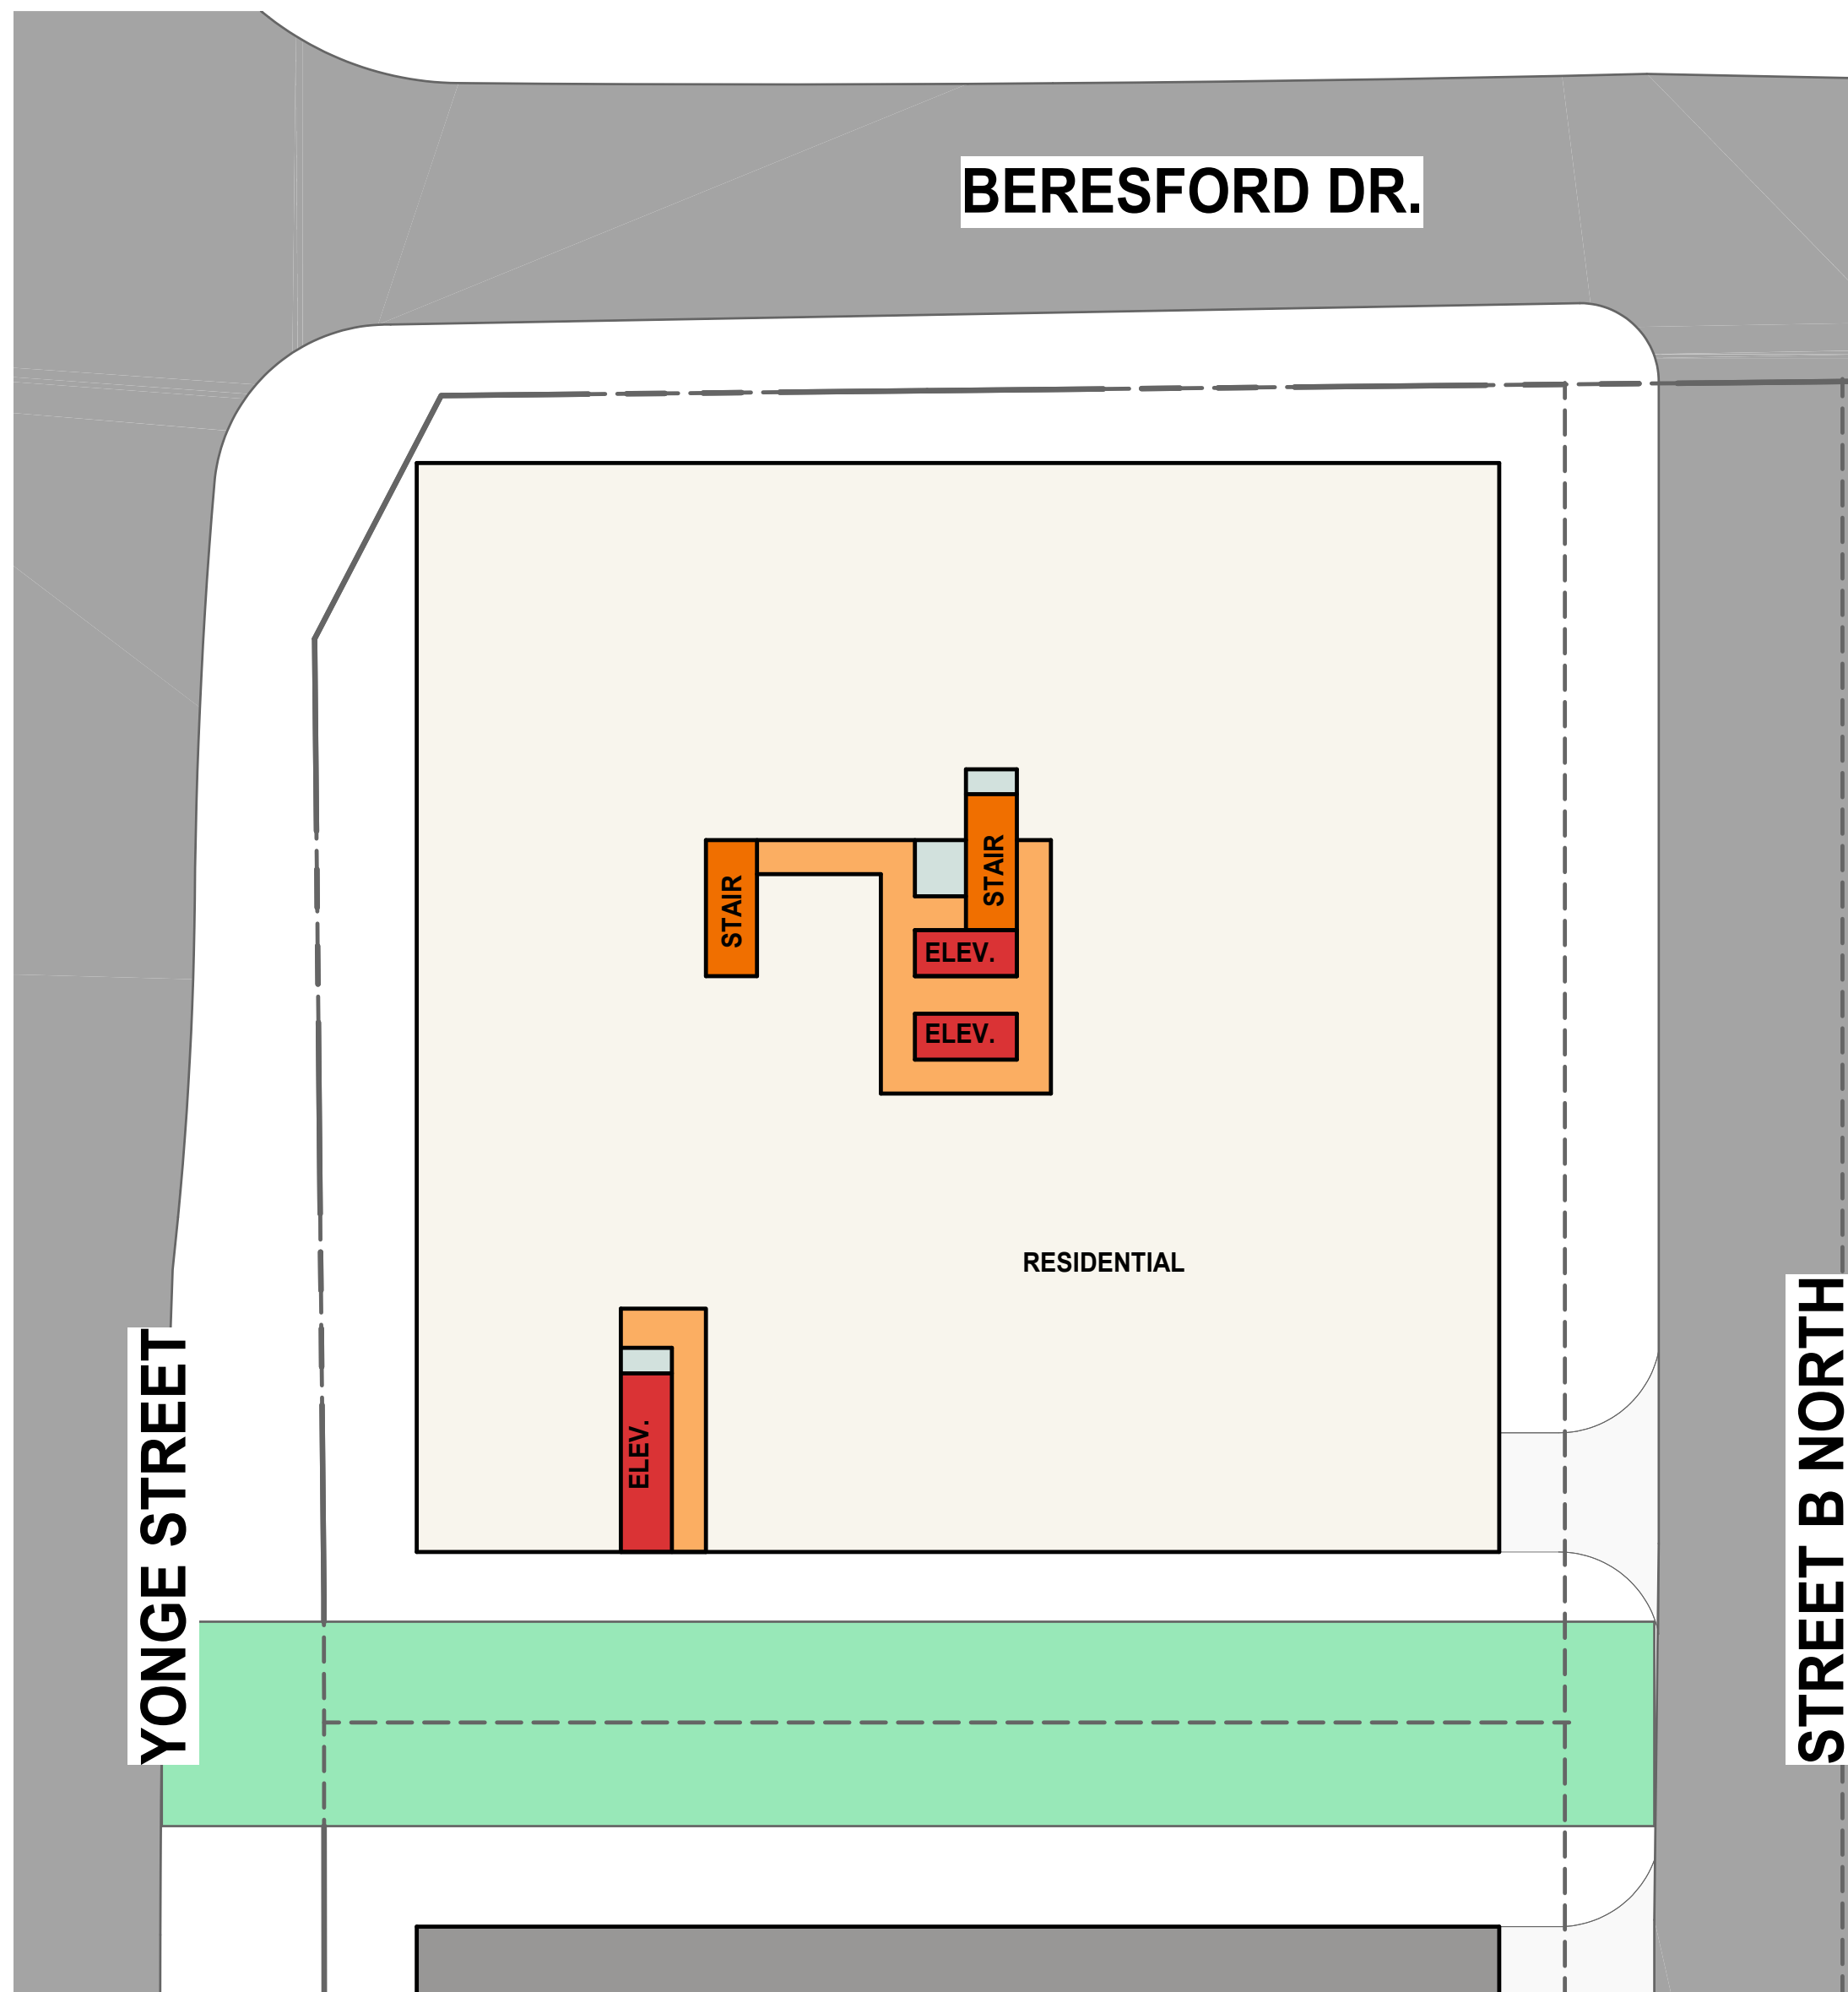 BERESFORD DR.
STAIR
STAIR
ELEV.
ELEV.
RESIDENTIAL
ELEV.
YONGE STREET
STREET B NORTH